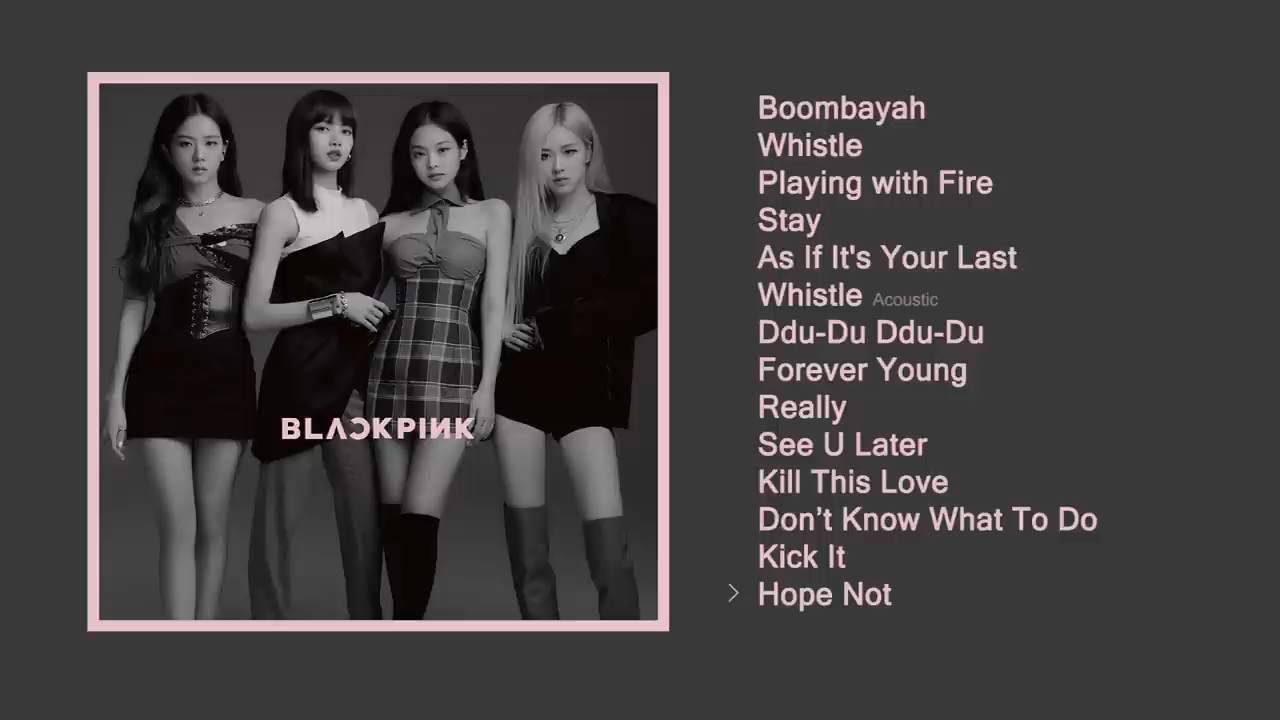 BLACKPINK
Boombayah
Whistle
Playing with Fire
Stay
As If It's Your Last
Whistle Acoustic
Ddu-Du Ddu-Du
Forever Young
Really
See U Later
Kill This Love
Don’t Know What To Do
Kick It
Hope Not